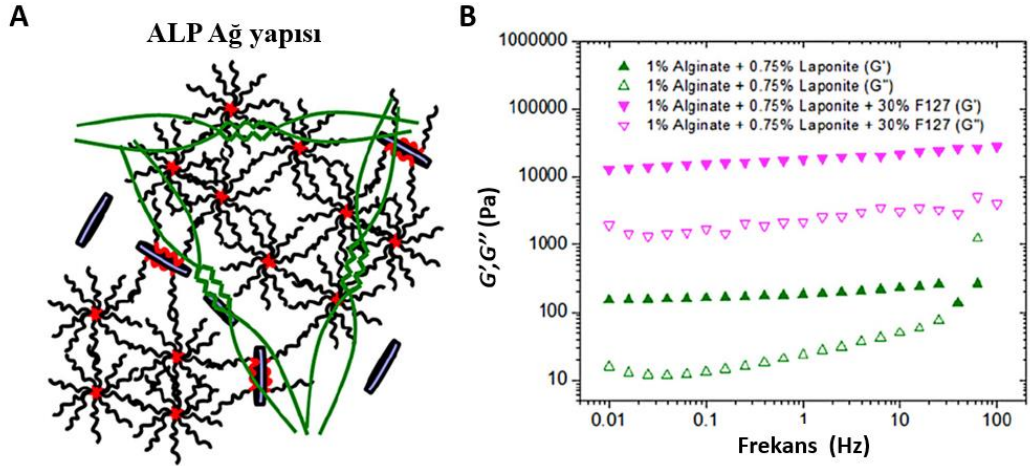 A
ALP Ağ yapısı
B
1000000
100000
10000
1000
100
10
G′,G″ (Pa)
1% Alginate + 0.75% Laponite (G')
1% Alginate + 0.75% Laponite (G")
1% Alginate + 0.75% Laponite + 30% F127 (G')
1% Alginate + 0.75% Laponite + 30% F127 (G")
0.01 0.1 1 10 100
Frekans (Hz)